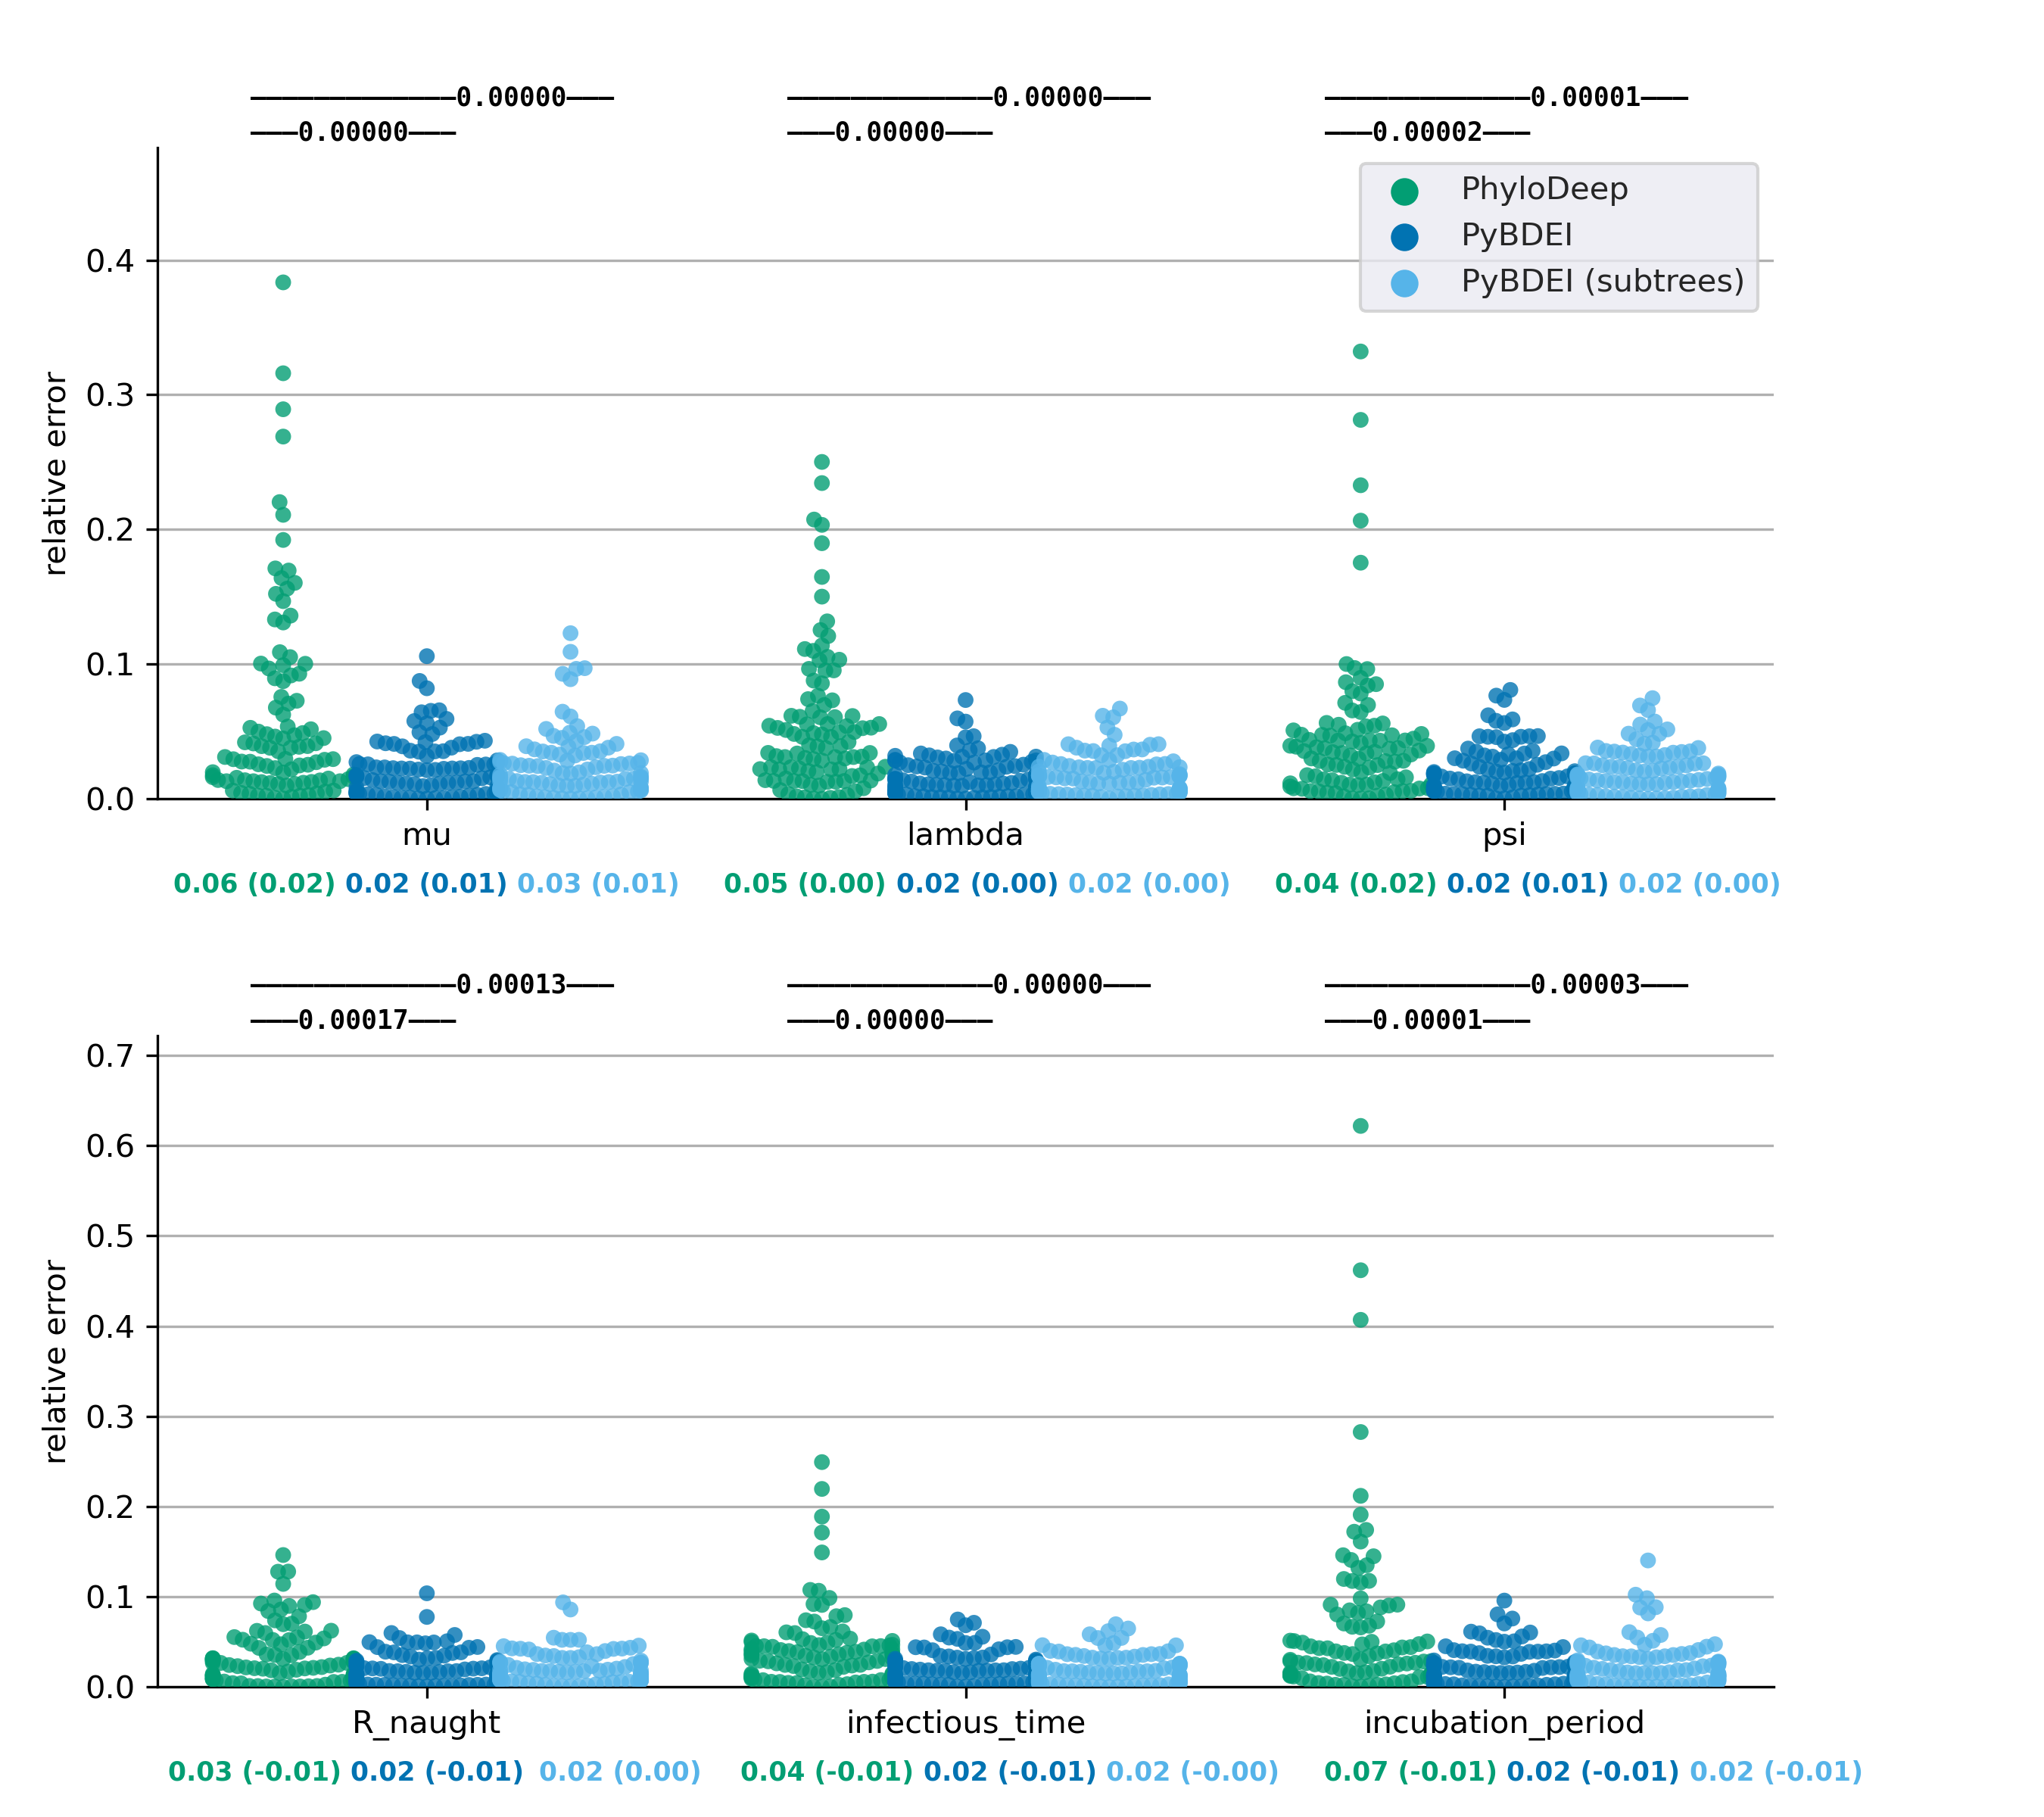 —————————————0.00000——— —————————————0.00000——— —————————————0.00001———
———0.00000——— ———0.00000——— ———0.00002———
PhyloDeep
PyBDEI
PyBDEI (subtrees)
0.4
0.3
0.2
0.1
0.0
relative error
mu lambda psi
0.06 (0.02) 0.02 (0.01) 0.03 (0.01) 0.05 (0.00) 0.02 (0.00) 0.02 (0.00) 0.04 (0.02) 0.02 (0.01) 0.02 (0.00)
—————————————0.00013——— —————————————0.00000——— —————————————0.00003———
———0.00017——— ———0.00000——— ———0.00001———
0.7
0.6
0.5
0.4
0.3
0.2
0.1
0.0
relative error
R_naught infectious_time incubation_period
0.03 (-0.01) 0.02 (-0.01) 0.02 (0.00) 0.04 (-0.01) 0.02 (-0.01) 0.02 (-0.00) 0.07 (-0.01) 0.02 (-0.01) 0.02 (-0.01)